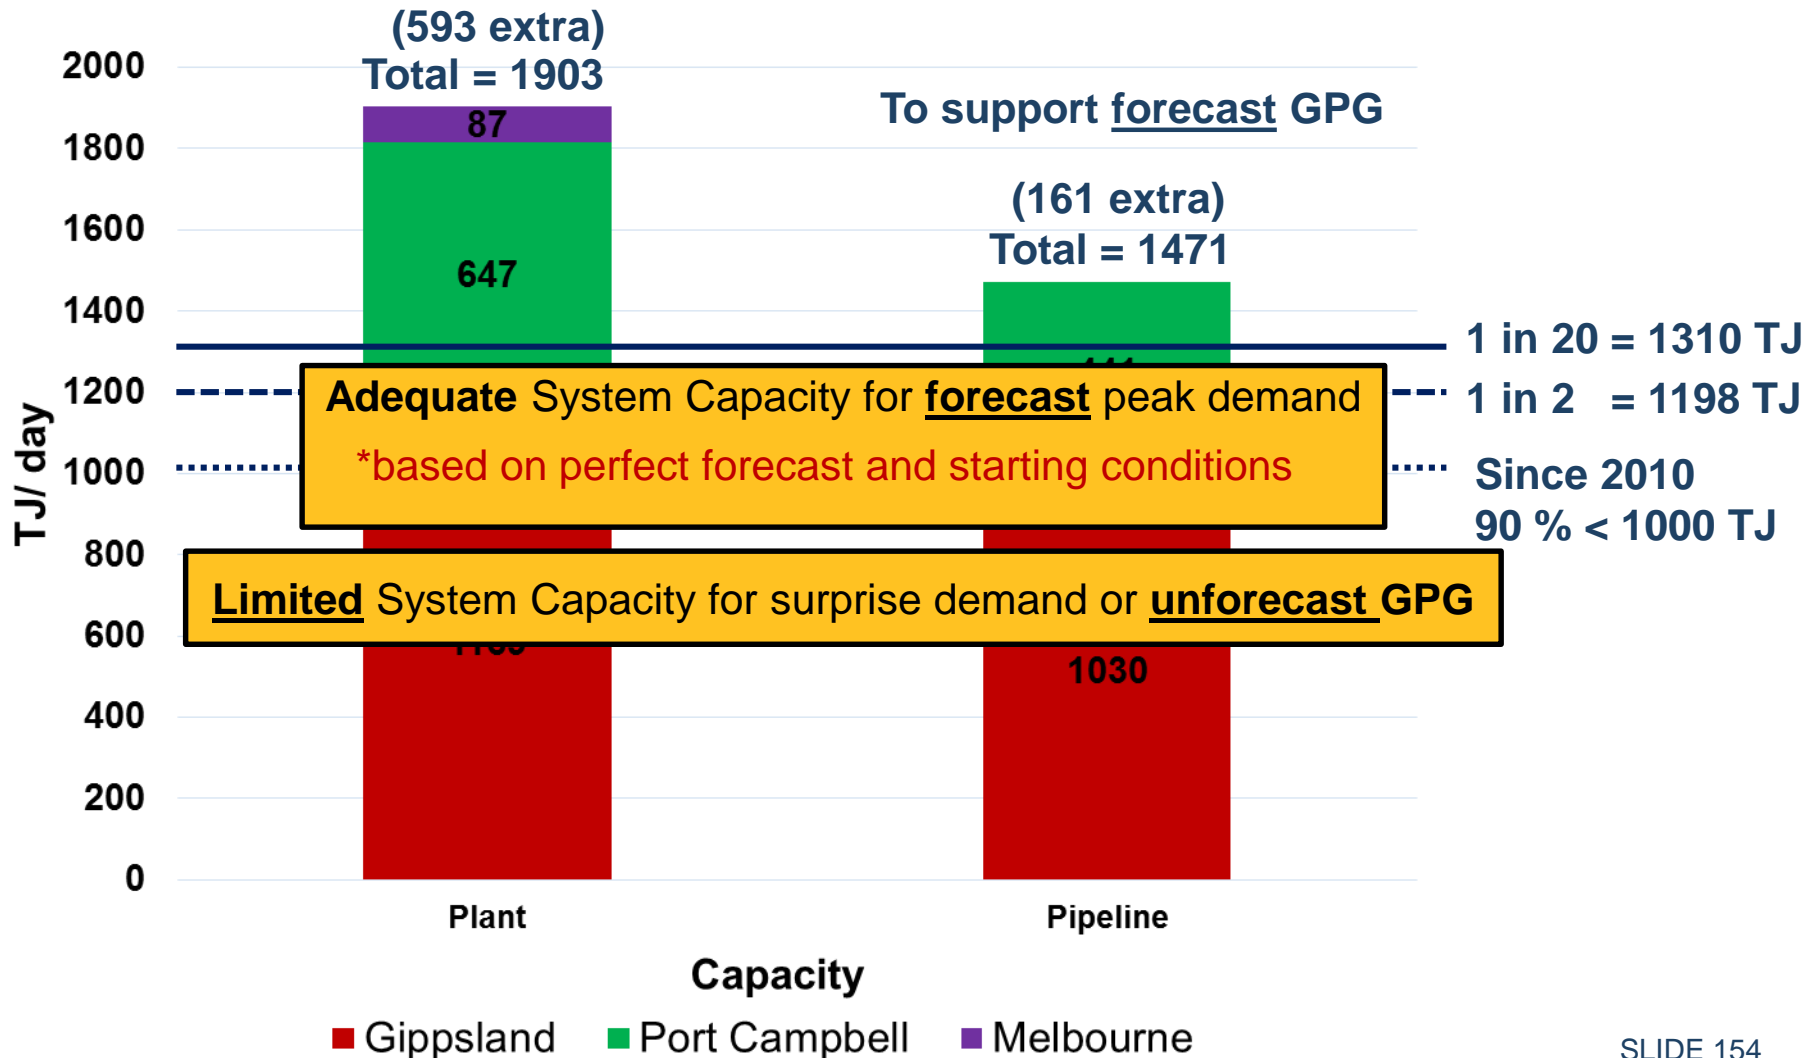 (593 extra)
Total = 1903
To support forecast GPG
(161 extra)
Total = 1471
2000
1800
1600
1400
1200
1000
800
600
400
200
0
TJ/ day
87
647
1030
1 in 20 = 1310 TJ
1 in 2 = 1198 TJ
Since 2010
90 % < 1000 TJ
Adequate System Capacity for forecast peak demand
*based on perfect forecast and starting conditions
Limited System Capacity for surprise demand or unforecast GPG
Plant
Pipeline
Capacity
Gippsland
Port Campbell
Melbourne
SLIDE 154